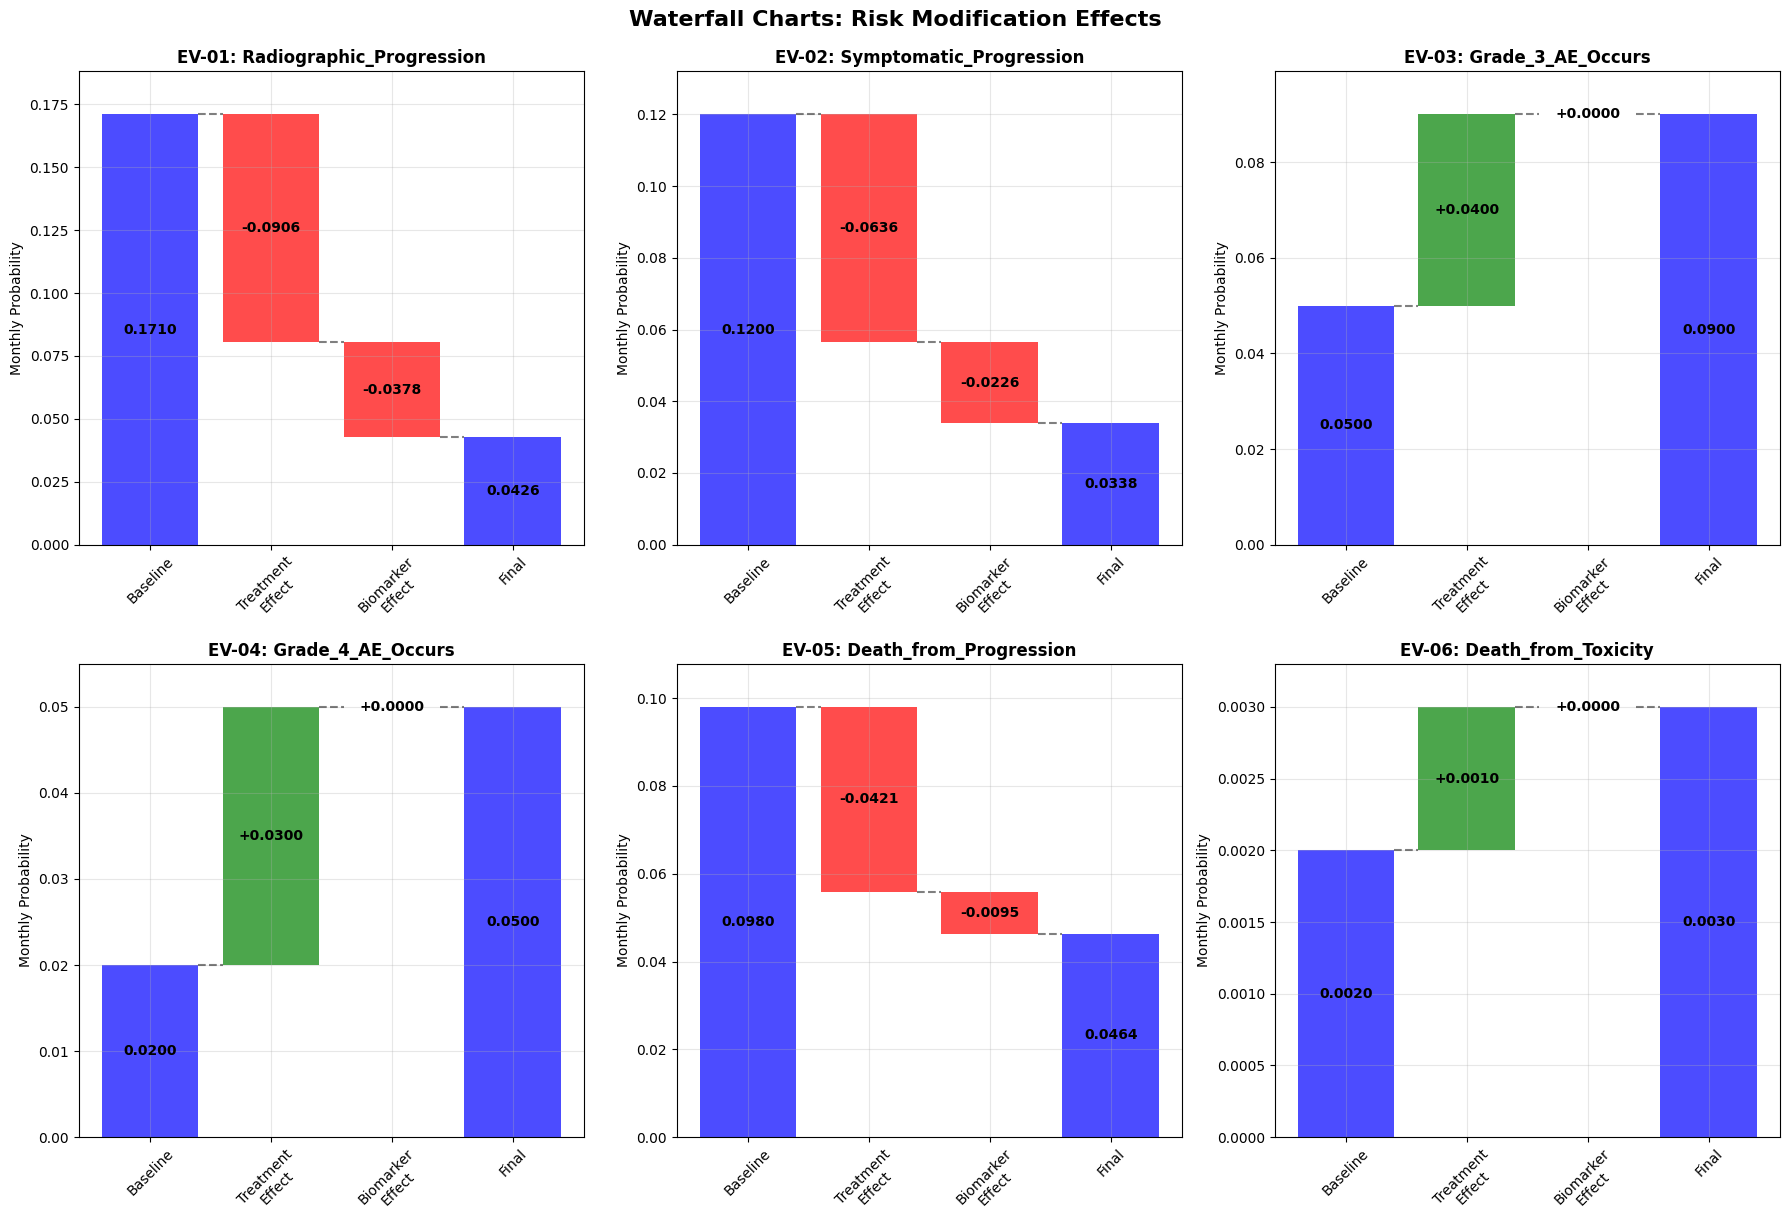 Waterfall Charts: Risk Modification Effects
EV-01: Radiographic_Progression
Monthly Probability
0.175
0.150
0.125
0.100
0.075
0.050
0.025
0.000
0.1710
-0.0906
-0.0378
0.0426
Baseline
Treatment
Effect
Biomarker
Effect
Final
EV-02: Symptomatic_Progression
Monthly Probability
0.12
0.10
0.08
0.06
0.04
0.02
0.00
0.1200
-0.0636
-0.0226
0.0338
Baseline
Treatment
Effect
Biomarker
Effect
Final
EV-03: Grade_3_AE_Occurs
Monthly Probability
0.08
0.06
0.04
0.02
0.00
0.0500
+0.0400
+0.0000
0.0900
Baseline
Treatment
Effect
Biomarker
Effect
Final
EV-04: Grade_4_AE_Occurs
Monthly Probability
0.05
0.04
0.03
0.02
0.01
0.00
0.0200
+0.0300
+0.0000
0.0500
Baseline
Treatment
Effect
Biomarker
Effect
Final
EV-05: Death_from_Progression
Monthly Probability
0.10
0.08
0.06
0.04
0.02
0.00
0.0980
-0.0421
-0.0095
0.0464
Baseline
Treatment
Effect
Biomarker
Effect
Final
EV-06: Death_from_Toxicity
Monthly Probability
0.0030
0.0025
0.0020
0.0015
0.0010
0.0005
0.0000
0.0020
+0.0010
+0.0000
0.0030
Baseline
Treatment
Effect
Biomarker
Effect
Final